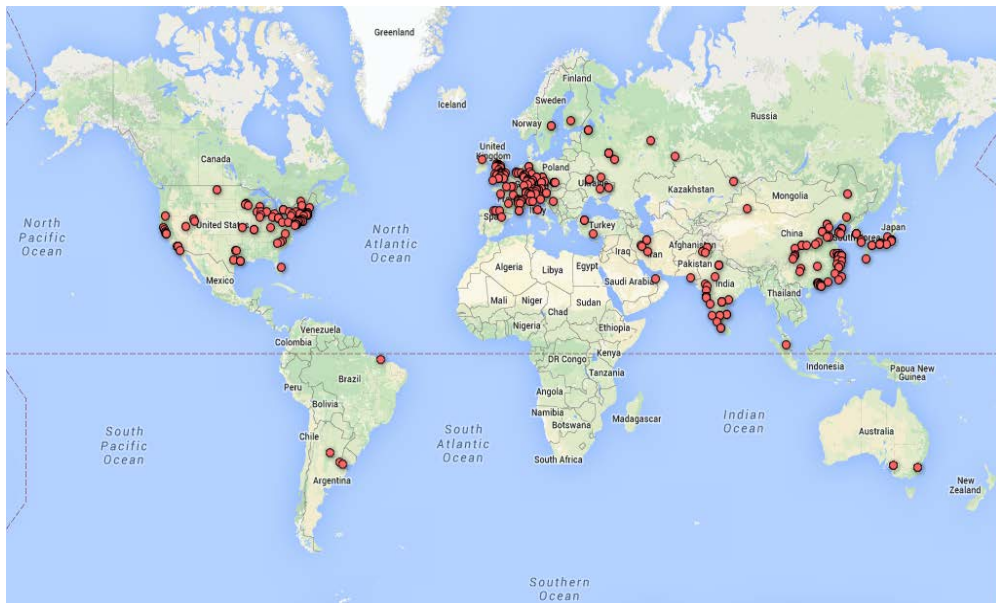 Greenland
Iceland
Finland
Sweden
Norway
Russia
United
Kingdom
Canada
Poland
Kazakhstan
Mongolia
North
Pacific
Ocean
United States
North
Atlantic
Ocean
Turkey
China
Japan
Iraq
Iran
Afghanistan
Pakistan
Algeria
Libya
Egypt
Saudi Arabia
India
Mexico
Mali
Niger
Sudan
Chad
Thailand
Nigeria
Ethiopia
Venezuela
Colombia
DR Congo
Kenya
Tanzania
Indonesia
Papua New
Guinea
Peru
Brazil
Bolivia
Angola
Namibia
Botswana
Madagascar
Indian
Ocean
Australia
South
Pacific
Ocean
Chile
South
Atlantic
Ocean
South Africa
Argentina
New
Zealand
Southern
Ocean